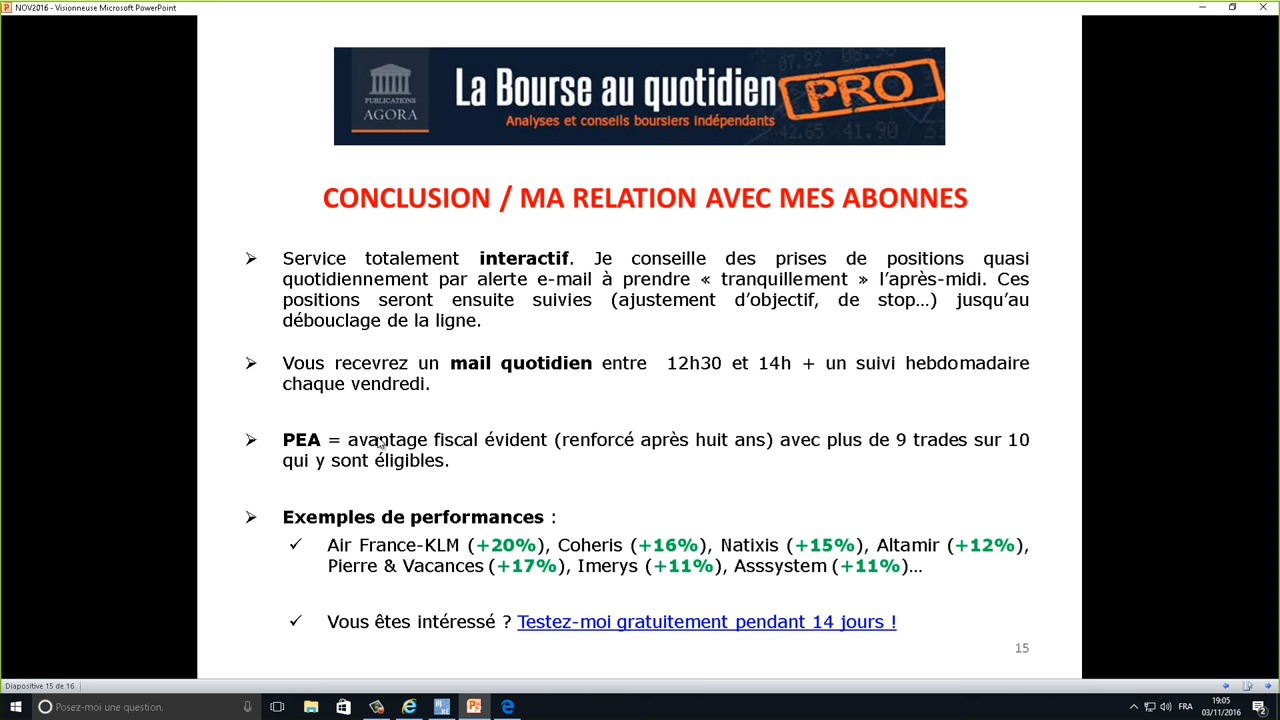 NOV2016 - Visionneuse Microsoft PowerPoint
PUBLICATIONS
AGORA
La Bourse au quotidien
PRO
Analyses et conseils boursiers indépendants
CONCLUSION / MA RELATION AVEC MES ABONNES
Service totalement interactif. Je conseille des prises de positions quasi
quotidiennement par alerte e-mail à prendre « tranquillement » l'après-midi. Ces
positions seront ensuite suivies (ajustement d'objectif, de stop…) jusqu'au
débouclage de la ligne.
Vous recevrez un mail quotidien entre 12h30 et 14h + un suivi hebdomadaire
chaque vendredi.
PEA = avantage fiscal évident (renforcé après huit ans) avec plus de 9 trades sur 10
qui y sont éligibles.
Exemples de performances :
Air France-KLM (+20%), Coheris (+16%), Natixis (+15%), Altamir (+12%),
Pierre & Vacances (+17%), Imerys (+11%), Asssystem (+11%)…
Vous êtes intéressé ? Testez-moi gratuitement pendant 14 jours !
15
Diapositive 15 de 16
Posez-moi une question.
FRA
19:05
03/11/2016
2